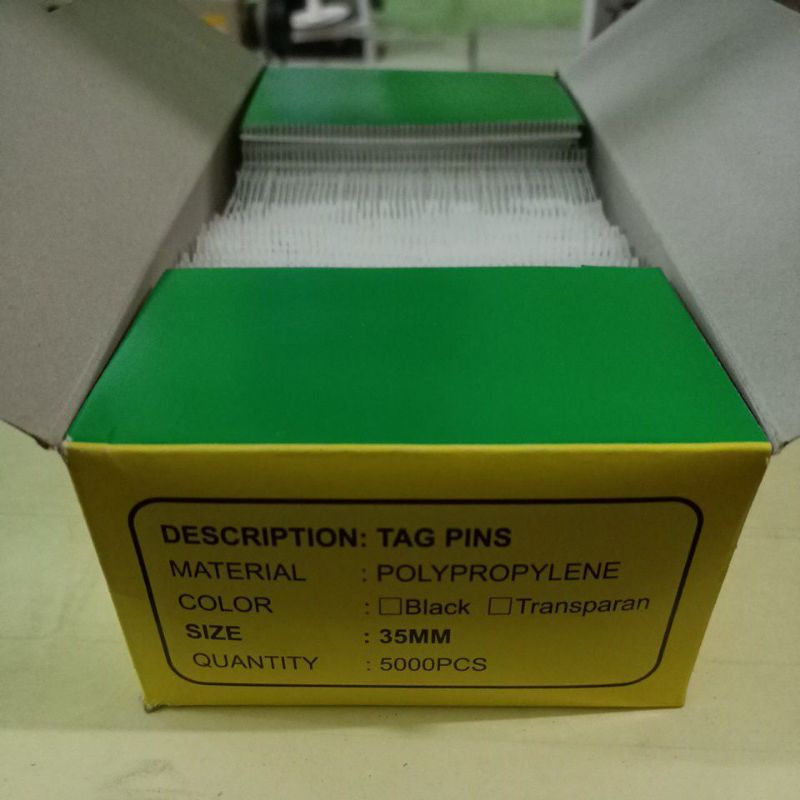 DESCRIPTION: TAG PINS
MATERIAL : POLYPROPYLENE
COLOR : ☐Black ☐Transparan
SIZE : 35MM
QUANTITY : 5000PCS